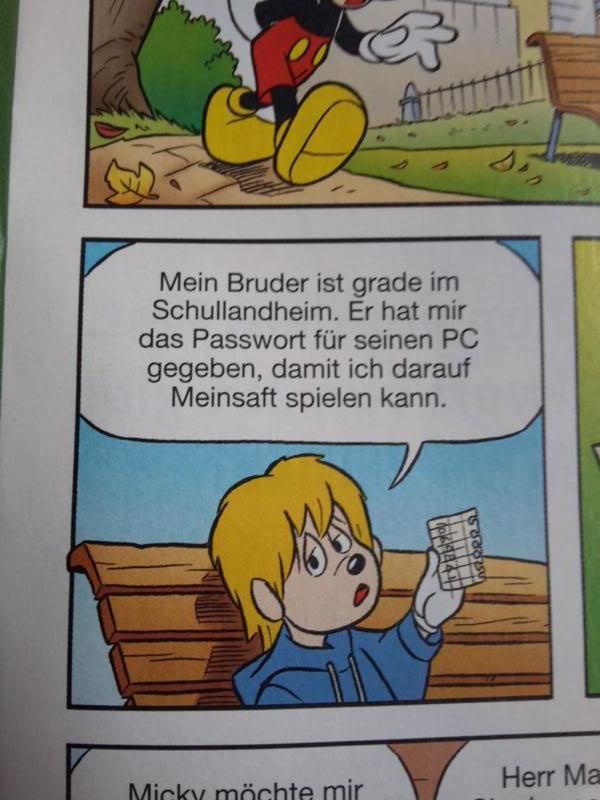 Mein Bruder ist grade im
Schullandheim. Er hat mir
das Passwort für seinen PC
gegeben, damit ich darauf
Meinsaft spielen kann.
Micky möchte mir
Herr Ma